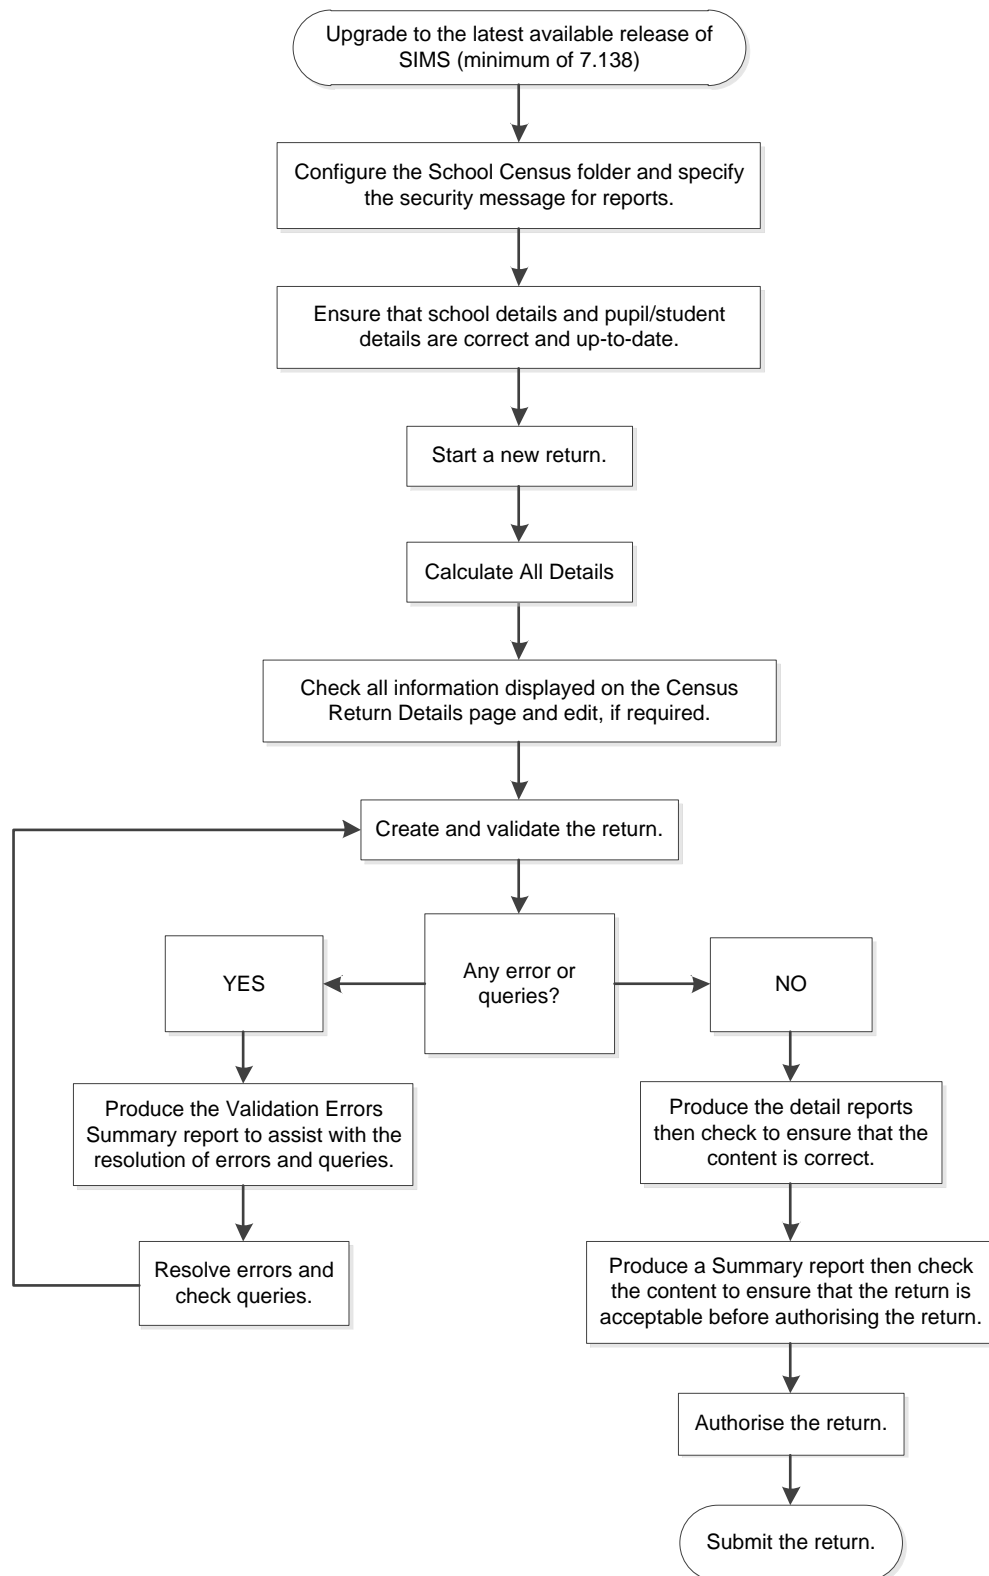 Upgrade to the latest available release of
SIMS (minimum of 7.138)
Configure the School Census folder and specify
the security message for reports.
Ensure that school details and pupil/student
details are correct and up-to-date.
Start a new return.
Calculate All Details
Check all information displayed on the Census
Return Details page and edit, if required.
Create and validate the return.
Any error or
queries?
YES
NO
Produce the Validation Errors
Summary report to assist with the
resolution of errors and queries.
Resolve errors and
check queries.
Produce the detail reports
then check to ensure that the
content is correct.
Produce a Summary report then check
the content to ensure that the return is
acceptable before authorising the return.
Authorise the return.
Submit the return.